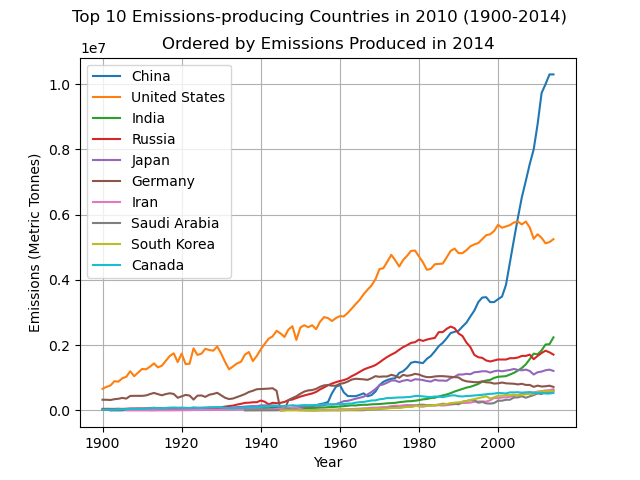 Top 10 Emissions-producing Countries in 2010 (1900-2014)
Ordered by Emissions Produced in 2014
1e7
China
United States
India
Russia
Japan
Germany
Iran
Saudi Arabia
South Korea
Canada
Emissions (Metric Tonnes)
1.0
0.8
0.6
0.4
0.2
0.0
1900 1920 1940 1960 1980 2000
Year